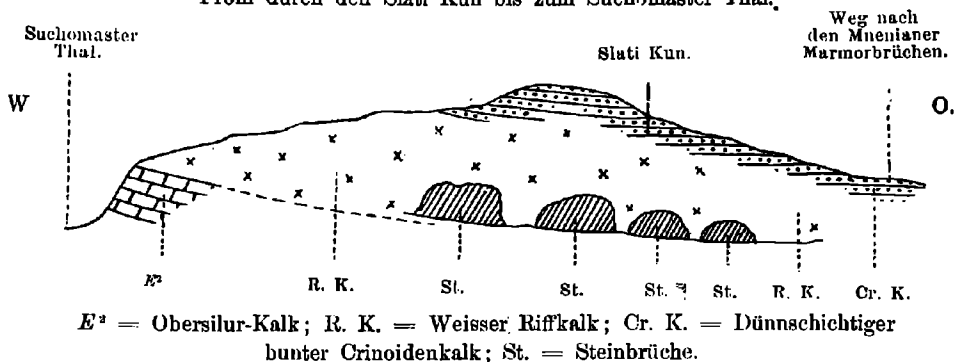 Profil durch den Slati Kun bis zum Suchomaster Thal.
Suchomaster
Thal.
Slati Kun.
Weg nach
den Mnenianer
Marmorbrüchen.
W
O.
E²
R. K.
St.
St.
St.
St.
R. K.
Cr. K.
E² = Obersilur-Kalk; R. K. = Weisser Riffkalk; Cr. K. = Dünnschichtiger
bunter Crinoidenkalk; St. = Steinbrüche.